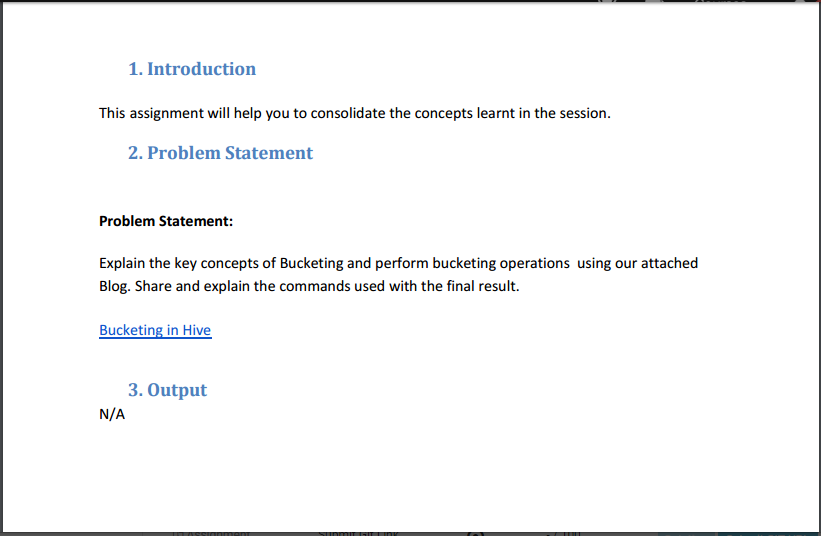 1. Introduction
This assignment will help you to consolidate the concepts learnt in the session.
2. Problem Statement
Problem Statement:
Explain the key concepts of Bucketing and perform bucketing operations  using our attached
Blog. Share and explain the commands used with the final result.
Bucketing in Hive
3. Output
N/A